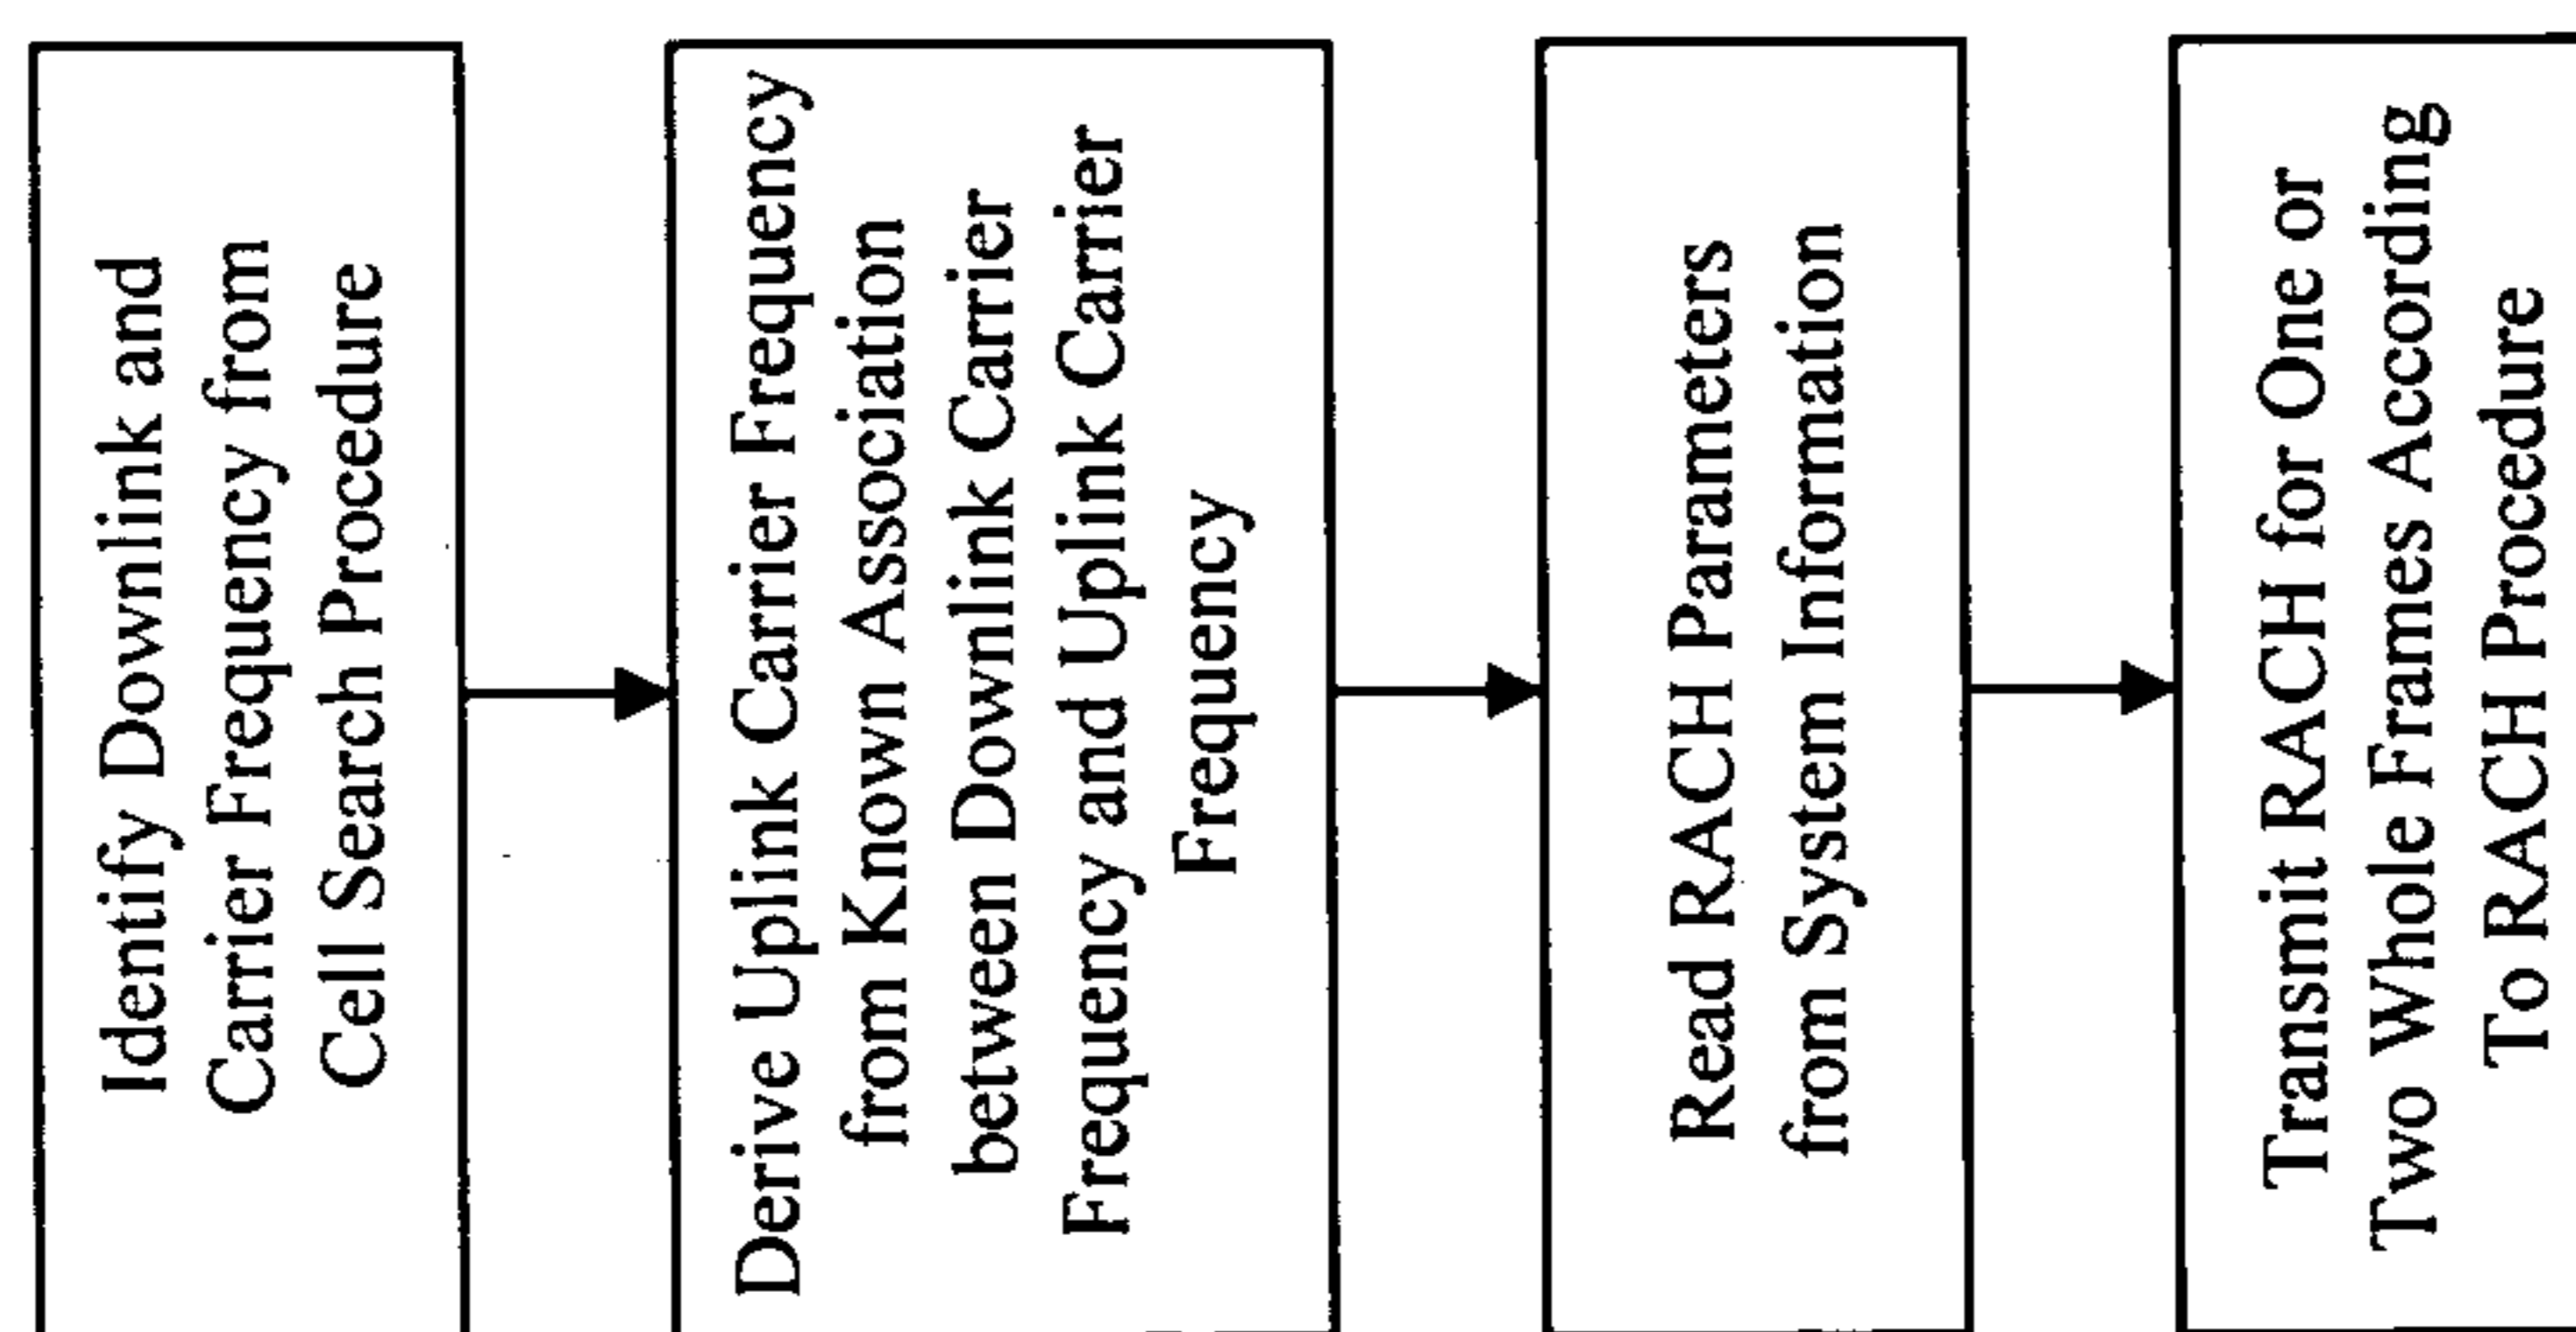 Identify Downlink and
Carrier Frequency from
Cell Search Procedure
Derive Uplink Carrier Frequency
from Known Association
between Downlink Carrier
Frequency and Uplink Carrier
Frequency
Read RACH Parameters
from System Information
Transmit RACH for One or
Two Whole Frames According
To RACH Procedure